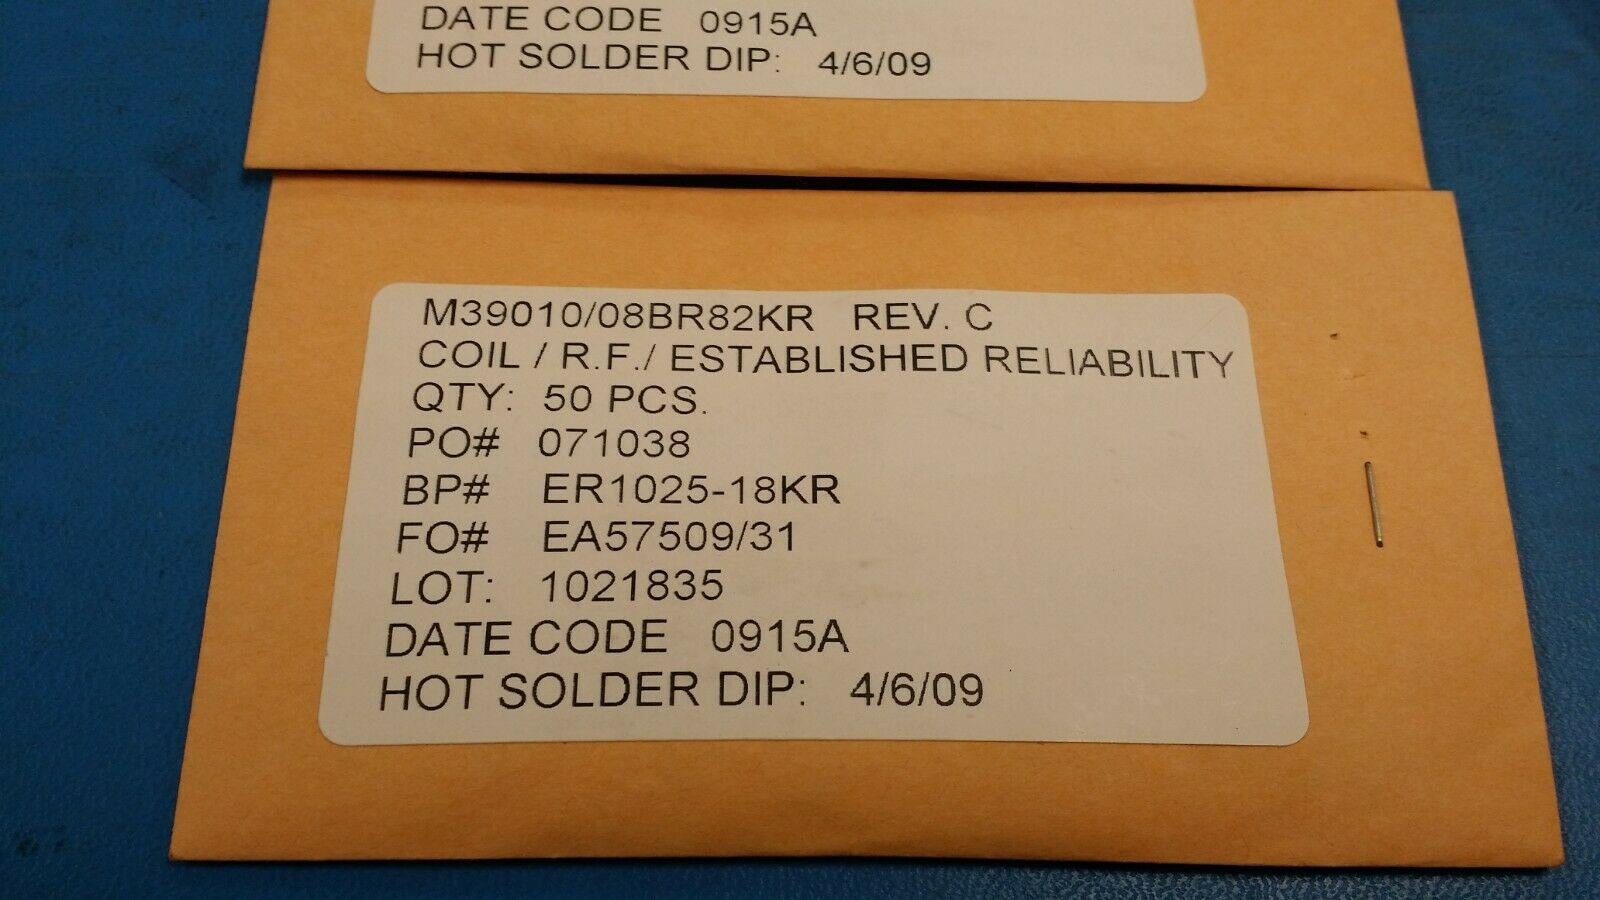 DATE CODE 0915A
HOT SOLDER DIP: 4/6/09
M39010/08BR82KR REV. C
COIL / R.F./ ESTABLISHED RELIABILITY
QTY: 50 PCS.
PO# 071038
BP# ER1025-18KR
FO# EA57509/31
LOT: 1021835
DATE CODE 0915A
HOT SOLDER DIP: 4/6/09